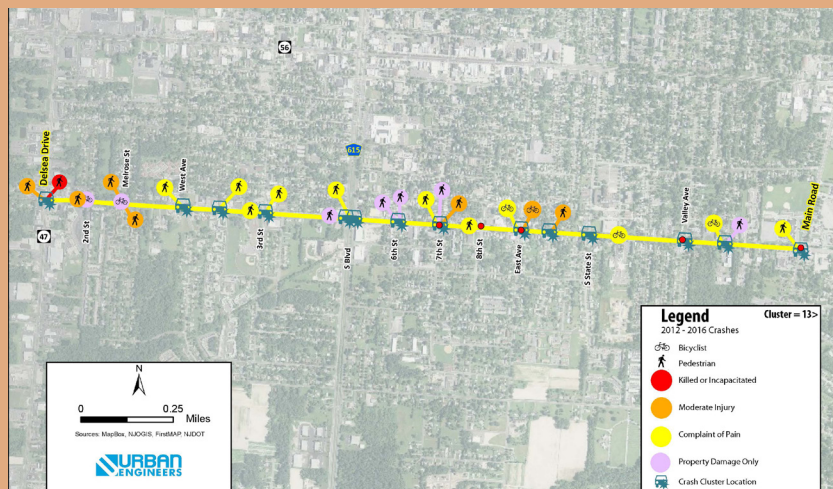 56
615
Delsea Drive
Melrose St
West Ave
2nd St
3rd St
S Blvd
6th St
7th St
8th St
East Ave
S State St
Valley Ave
Main Road
47
N
0 0.25
Miles
Sources: MapBox, NJOGIS, FirstMAP, NJDOT
URBAN
ENGINEERS
Legend Cluster = 13>
2012 - 2016 Crashes
Bicyclist
Pedestrian
Killed or Incapacitated
Moderate Injury
Complaint of Pain
Property Damage Only
Crash Cluster Location